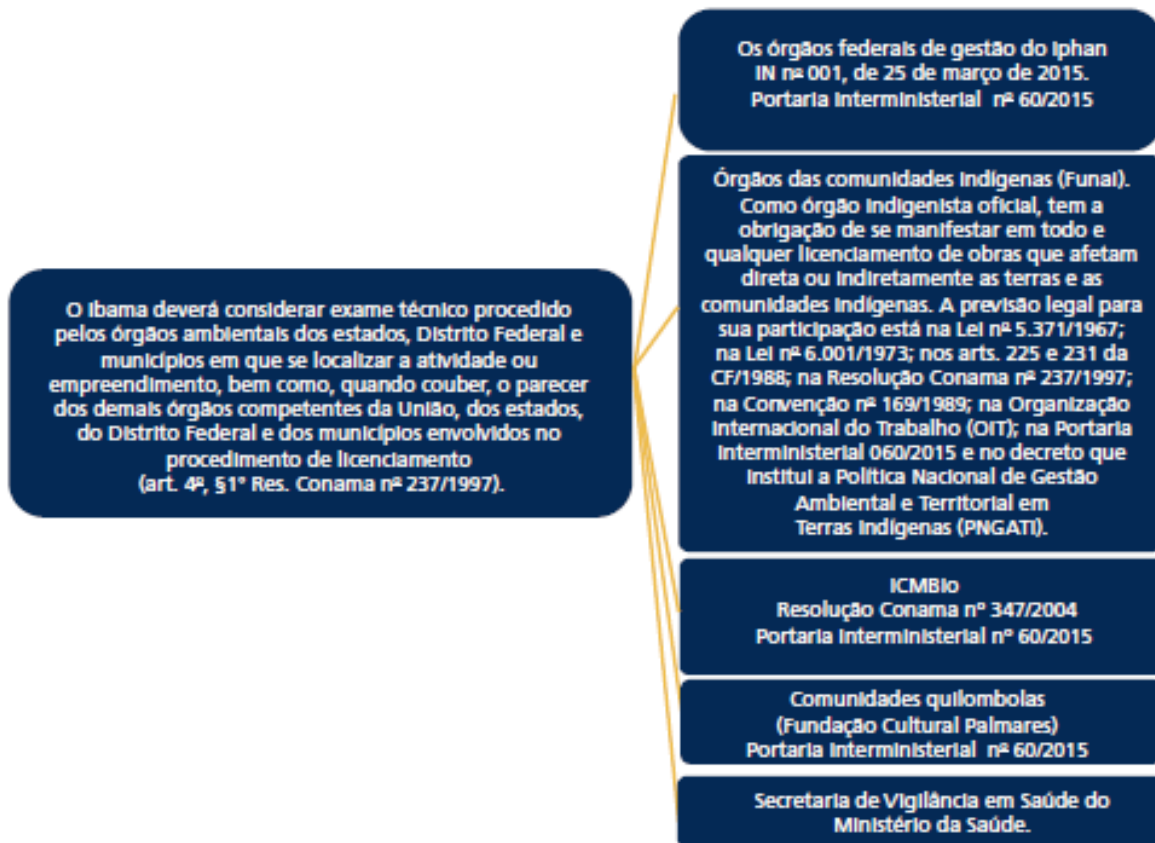 Os órgãos federais de gestão do Iphan
IN nº 001, de 25 de março de 2015.
Portaria Interministerial nº 60/2015
Órgãos das comunidades indígenas (Funai).
Como órgão indigenista oficial, tem a
obrigação de se manifestar em todo e
qualquer licenciamento de obras que afetam
direta ou indiretamente as terras e as
comunidades indígenas. A previsão legal para
sua participação está na Lei nº 5.371/1967;
na Lei nº 6.001/1973; nos arts. 225 e 231 da
CF/1988; na Resolução Conama nº 237/1997;
na Convenção nº 169/1989; na Organização
Internacional do Trabalho (OIT); na Portaria
Interministerial 060/2015 e no decreto que
institui a Política Nacional de Gestão
Ambiental e Territorial em
Terras Indígenas (PNGATI).
O Ibama deverá considerar exame técnico procedido
pelos órgãos ambientais dos estados, Distrito Federal e
municípios em que se localizar a atividade ou
empreendimento, bem como, quando couber, o parecer
dos demais órgãos competentes da União, dos estados,
do Distrito Federal e dos municípios envolvidos no
procedimento de licenciamento
(art. 4º, §1° Res. Conama nº 237/1997).
ICMBio
Resolução Conama n° 347/2004
Portaria Interministerial n° 60/2015
Comunidades quilombolas
(Fundação Cultural Palmares)
Portaria Interministerial nº 60/2015
Secretaria de Vigilância em Saúde do
Ministério da Saúde.